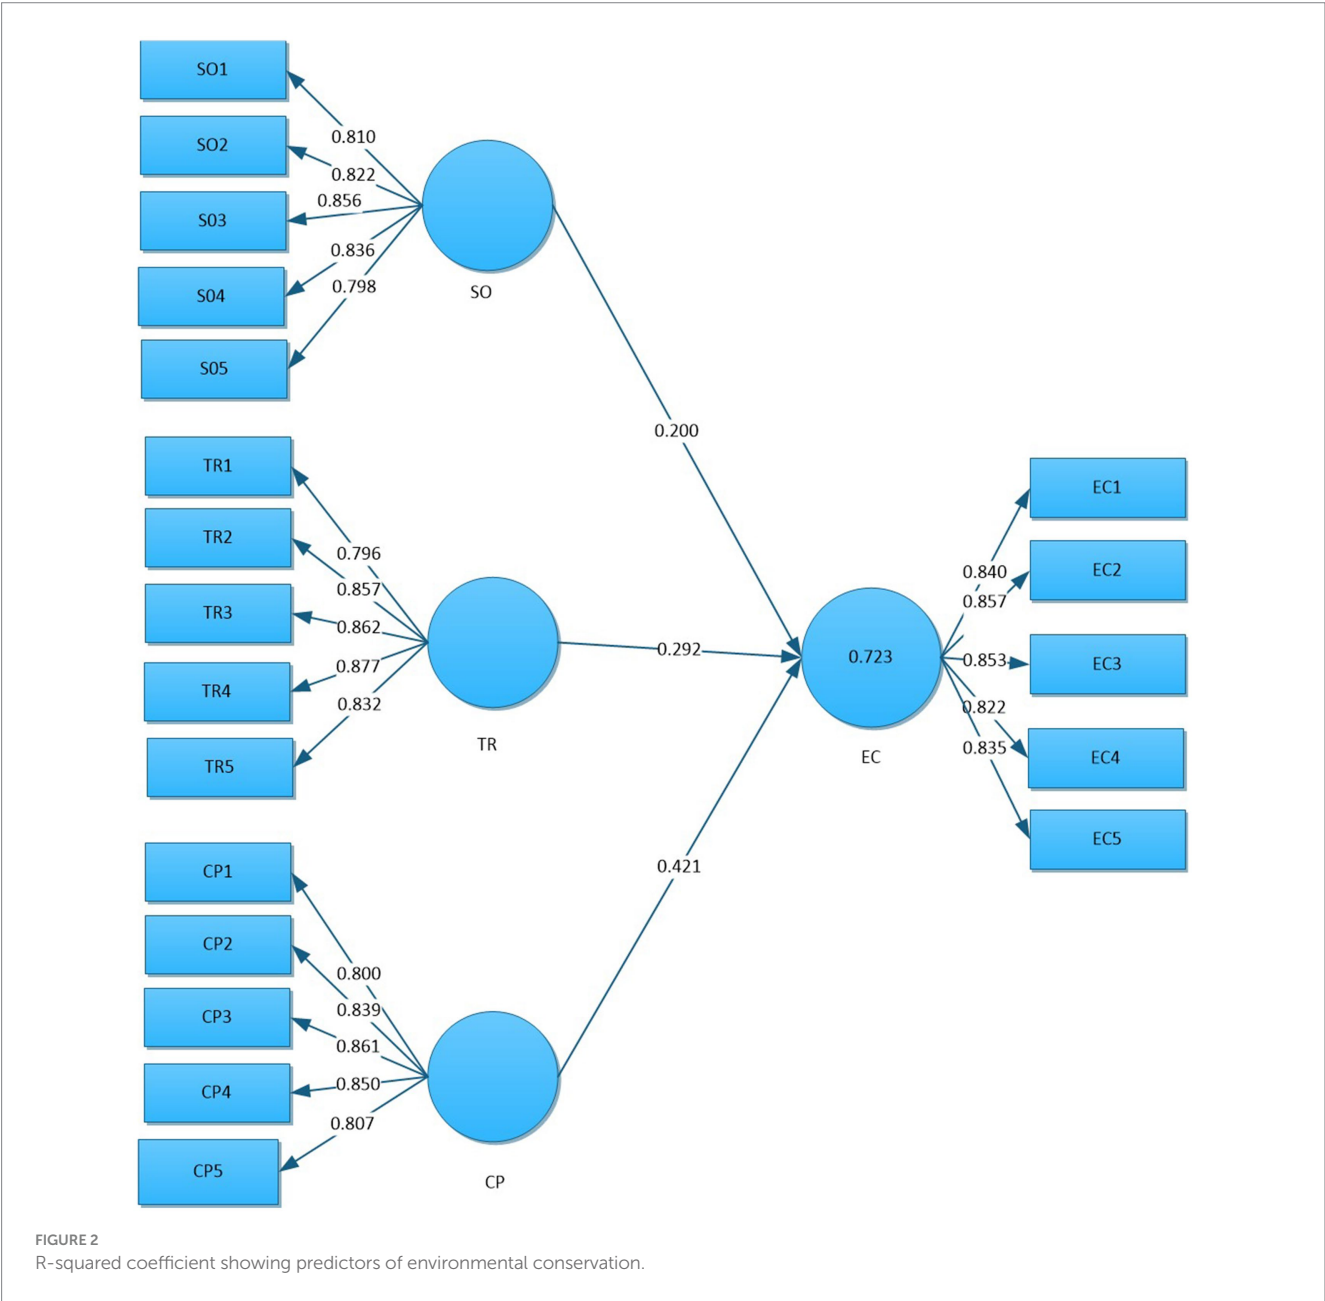 SO1
SO2
S03
S04
S05
0.810
0.822
0.856
0.836
0.798
SO
TR1
TR2
TR3
TR4
TR5
0.796
0.857
0.862
0.877
0.832
TR
CP1
CP2
CP3
CP4
CP5
0.800
0.839
0.861
0.850
0.807
CP
0.200
0.292
0.421
0.723
EC
0.840
0.857
0.853
0.822
0.835
EC1
EC2
EC3
EC4
EC5
FIGURE 2
R-squared coefficient showing predictors of environmental conservation.